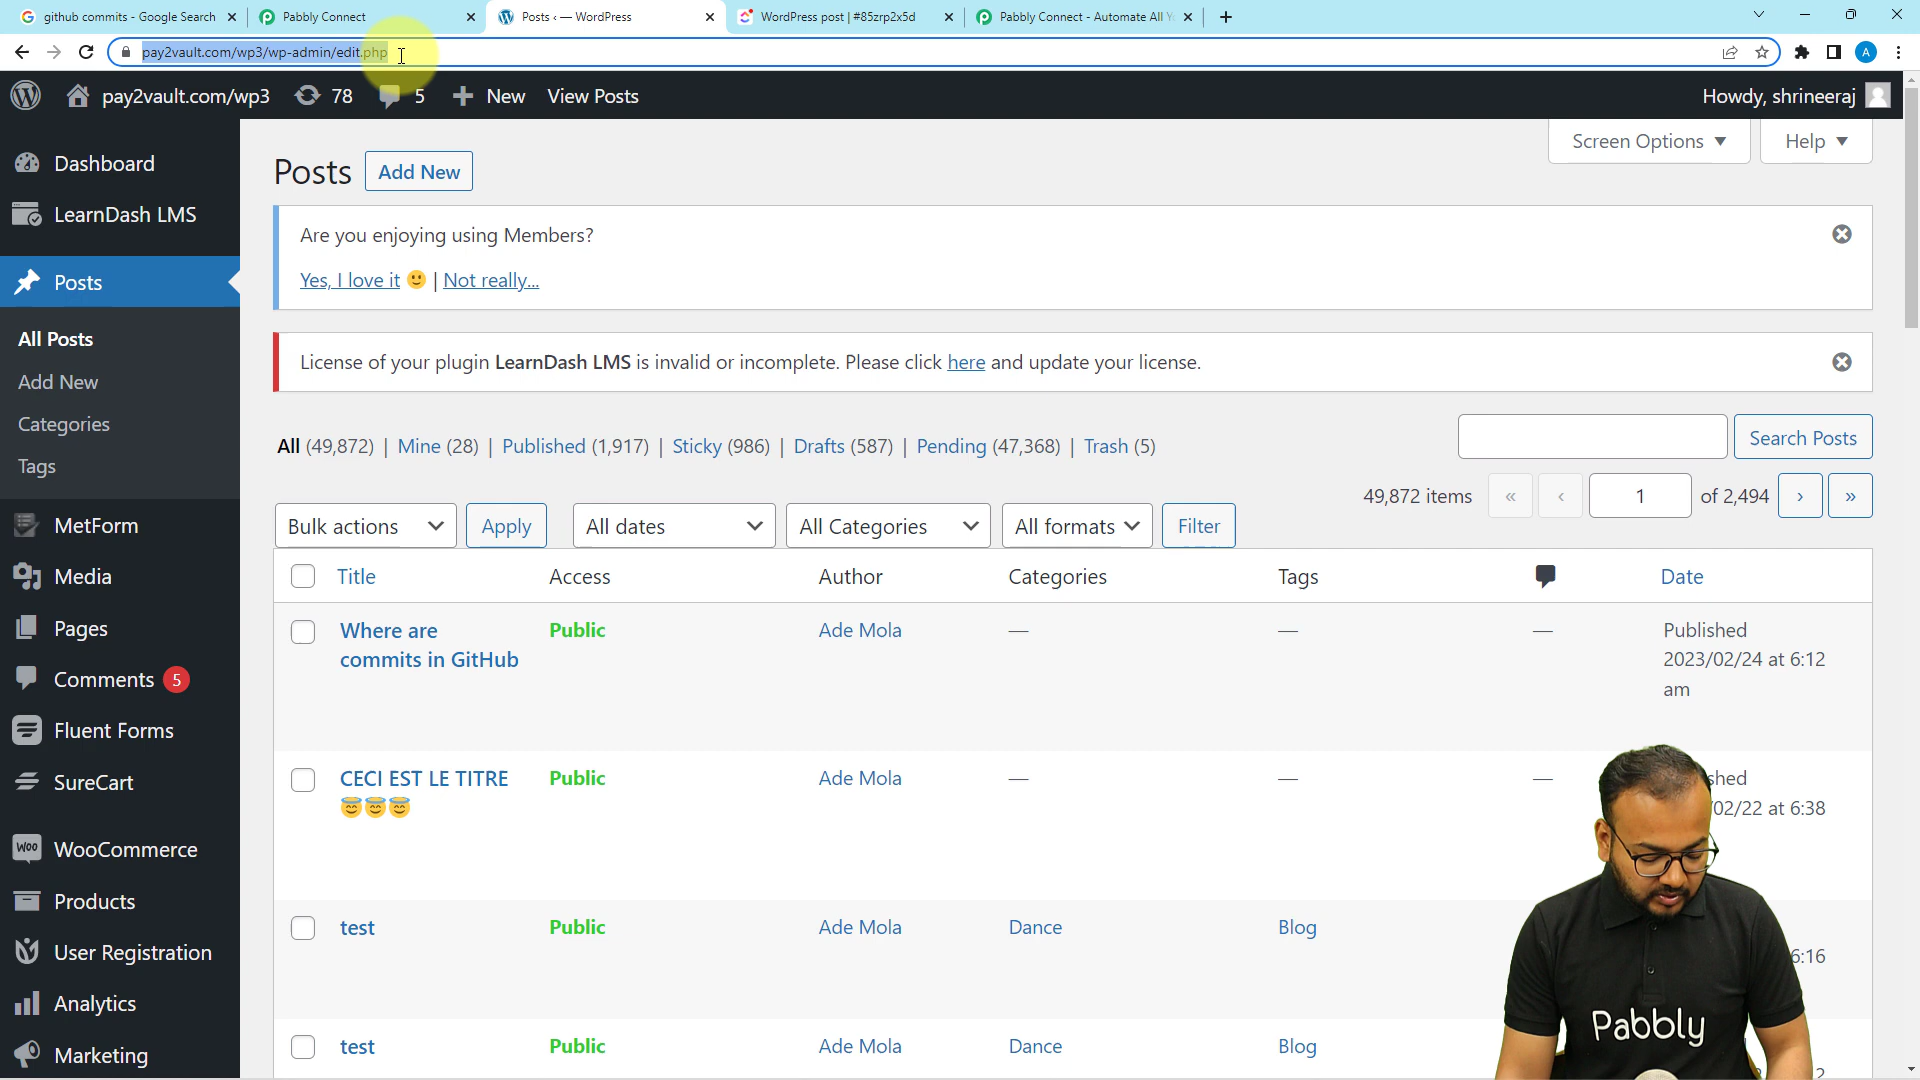 github commits - Google Search
Pabbly Connect
Posts ‹ — WordPress
WordPress post | #85zrp2x5d
Pabbly Connect - Automate All Y
pay2vault.com/wp3/wp-admin/edit.php
A
pay2vault.com/wp3
78
5
New
View Posts
Howdy, shrineeraj
Dashboard
LearnDash LMS
Posts
All Posts
Add New
Categories
Tags
MetForm
Media
Pages
Comments 5
Fluent Forms
SureCart
WooCommerce
Products
User Registration
Analytics
Marketing
Screen Options
Help
Posts
Add New
Are you enjoying using Members?
Yes, I love it 🙂 | Not really...
License of your plugin LearnDash LMS is invalid or incomplete. Please click here and update your license.
All (49,872) | Mine (28) | Published (1,917) | Sticky (986) | Drafts (587) | Pending (47,368) | Trash (5)
Search Posts
49,872 items « ‹ 1 of 2,494 › »
Bulk actions
Apply
All dates
All Categories
All formats
Filter
Title Access Author Categories Tags Date
Where are commits in GitHub Public Ade Mola — — — Published 2023/02/24 at 6:12 am
CECI EST LE TITRE 😇😇😇 Public Ade Mola — — — /02/22 at 6:38
test Public Ade Mola Dance Blog 6:16
test Public Ade Mola Dance Blog
Pabbly